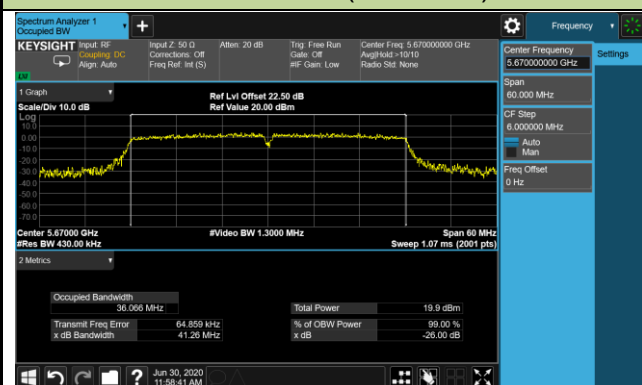 Spectrum Analyzer 1
Occupied BW
Frequency
KEYSIGHT
Input: RF
Coupling: DC
Align: Auto
Input Z: 50 Ω
Corrections: Off
Freq Ref: Int (S)
Atten: 20 dB
Trig: Free Run
Gate: Off
#IF Gain: Low
Center Freq: 5.670000000 GHz
Avg|Hold:>10/10
Radio Std: None
LXI
Center Frequency
5.670000000 GHz
Settings
Span
60.000 MHz
CF Step
6.000000 MHz
Auto
Man
Freq Offset
0 Hz
1 Graph
Scale/Div 10.0 dB
Ref Lvl Offset 22.50 dB
Ref Value 20.00 dBm
Log
10.0
0.00
-10.0
-20.0
-30.0
-40.0
-50.0
-60.0
-70.0
Center 5.67000 GHz
#Video BW 1.3000 MHz
Span 60 MHz
#Res BW 430.00 kHz
Sweep 1.07 ms (2001 pts)
2 Metrics
Occupied Bandwidth
36.066 MHz
Total Power 19.9 dBm
Transmit Freq Error 64.859 kHz
% of OBW Power 99.00 %
x dB Bandwidth 41.26 MHz
x dB -26.00 dB
Jun 30, 2020
11:58:41 AM